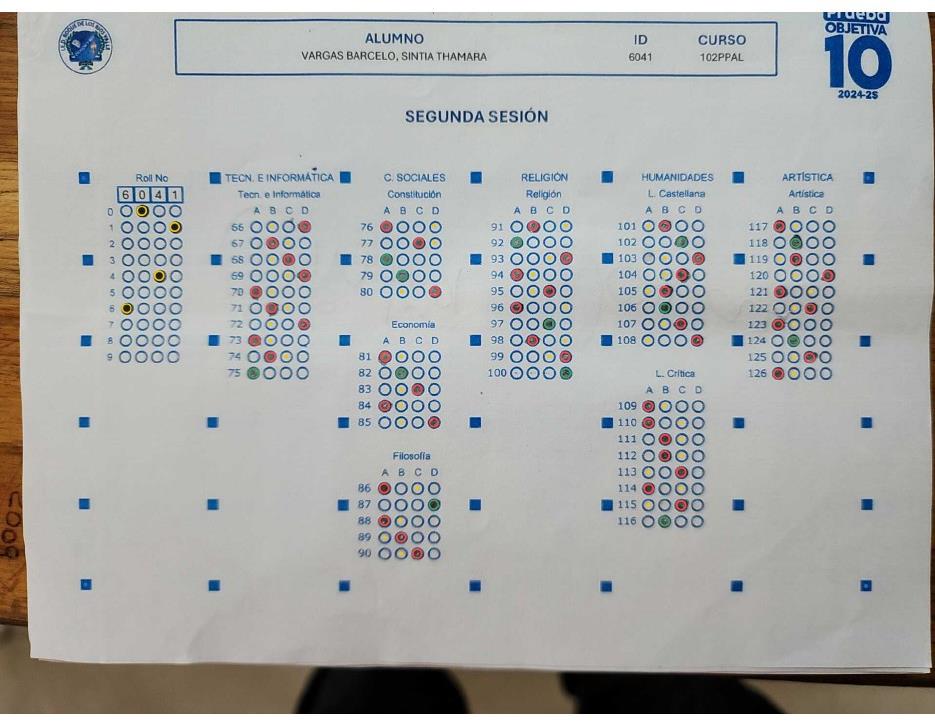 I.E.D. ROQUE DE LOS RIOS VALLE
ALUMNO ID CURSO
VARGAS BARCELO, SINTIA THAMARA 6041 102PPAL
Prueba
OBJETIVA
10
2024-2S
SEGUNDA SESIÓN
Roll No
6 0 4 1
0
1
2
3
4
5
6
7
8
9
TECN. E INFORMÁTICA
Tecn. e Informática
A B C D
66
67
68
69
70
71
72
73
74
75
C. SOCIALES
Constitución
A B C D
76
77
78
79
80
Economía
A B C D
81
82
83
84
85
Filosofía
A B C D
86
87
88
89
90
RELIGIÓN
Religión
A B C D
91
92
93
94
95
96
97
98
99
100
HUMANIDADES
L. Castellana
A B C D
101
102
103
104
105
106
107
108
L. Crítica
A B C D
109
110
111
112
113
114
115
116
ARTÍSTICA
Artística
A B C D
117
118
119
120
121
122
123
124
125
126